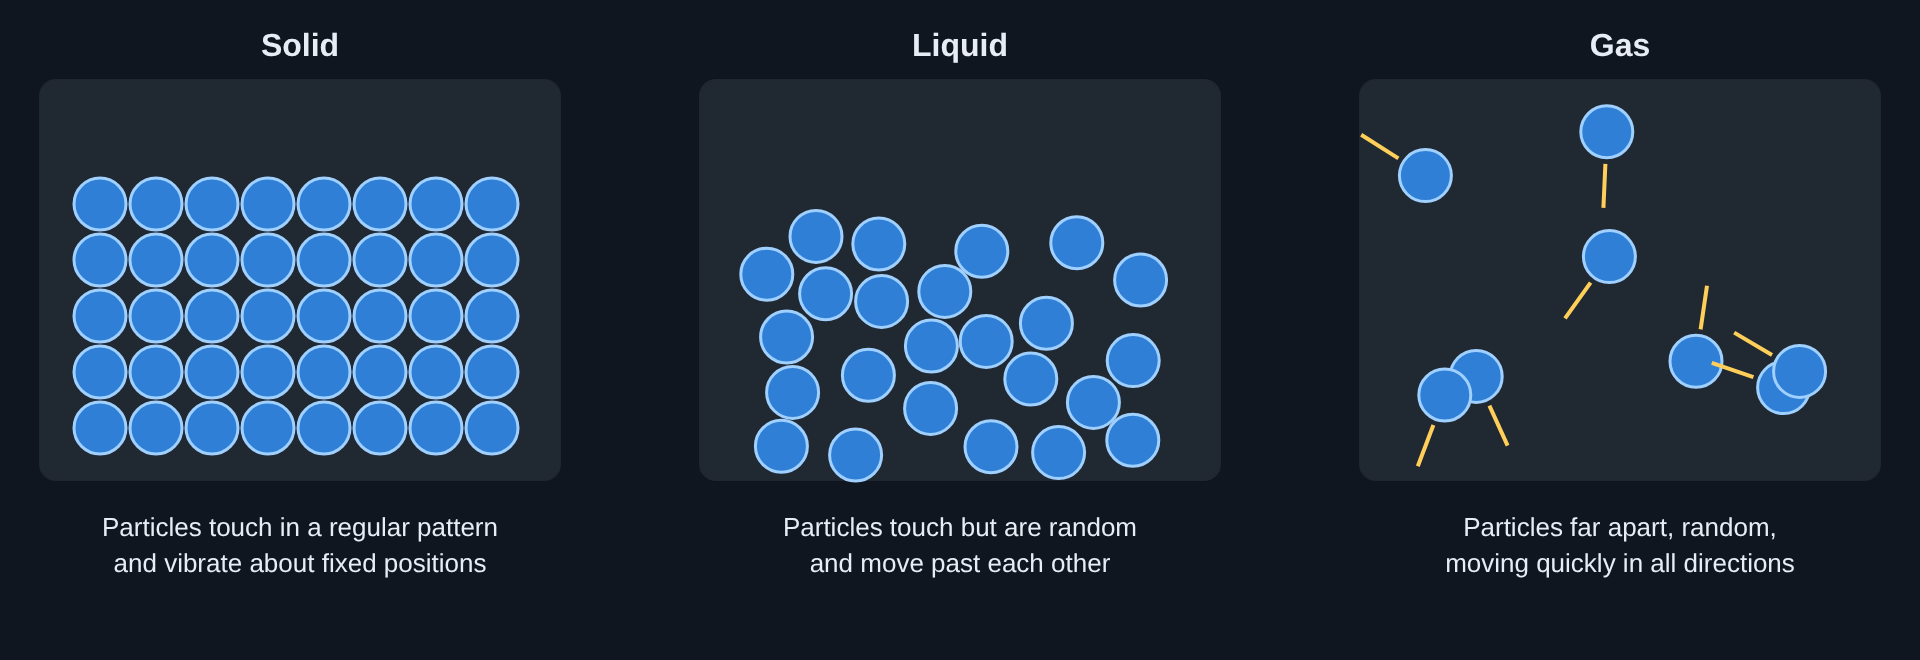 Solid
Liquid
Gas
Particles touch in a regular pattern
and vibrate about fixed positions
Particles touch but are random
and move past each other
Particles far apart, random,
moving quickly in all directions